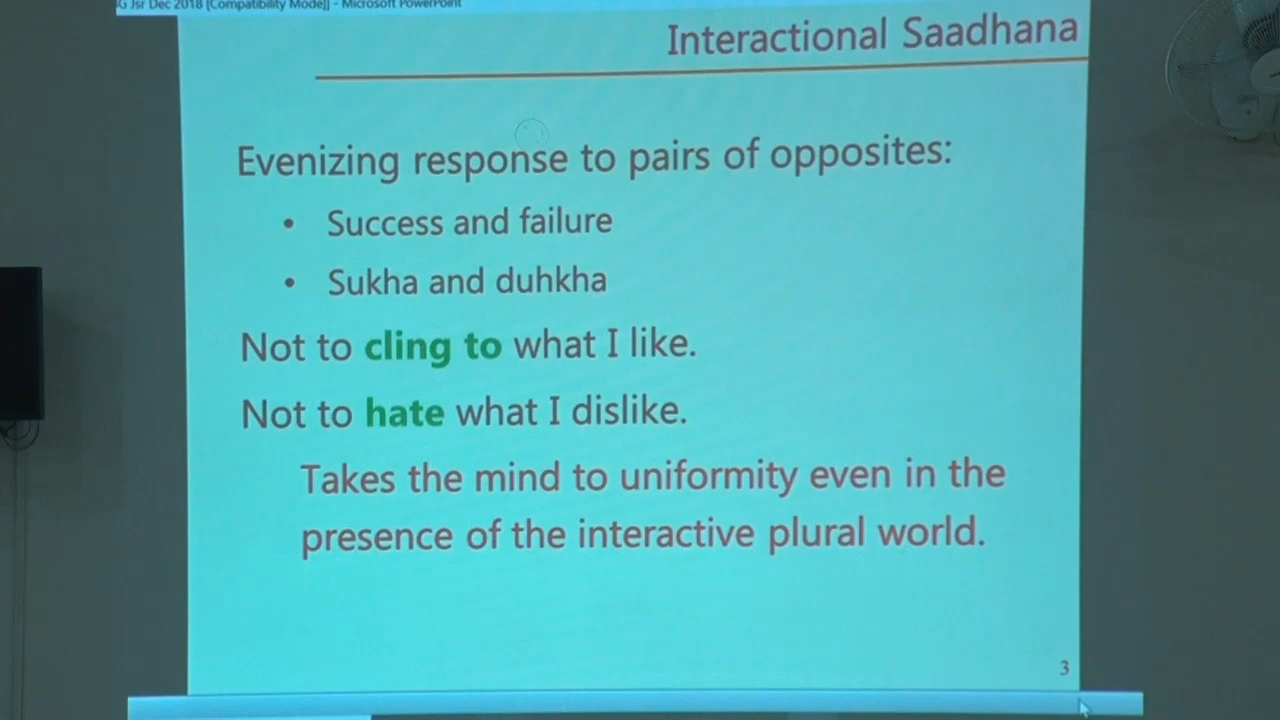 G Jsr Dec 2018 [Compatibility Mode]] - Microsoft PowerPoint
Interactional Saadhana
Evenizing response to pairs of opposites:
• Success and failure
• Sukha and duhkha
Not to cling to what I like.
Not to hate what I dislike.
Takes the mind to uniformity even in the
presence of the interactive plural world.
3